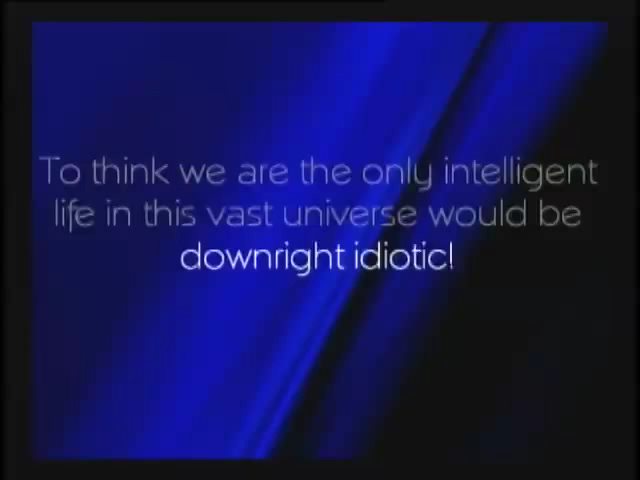 To think we are the only intelligent
life in this vast universe would be
downright idiotic!